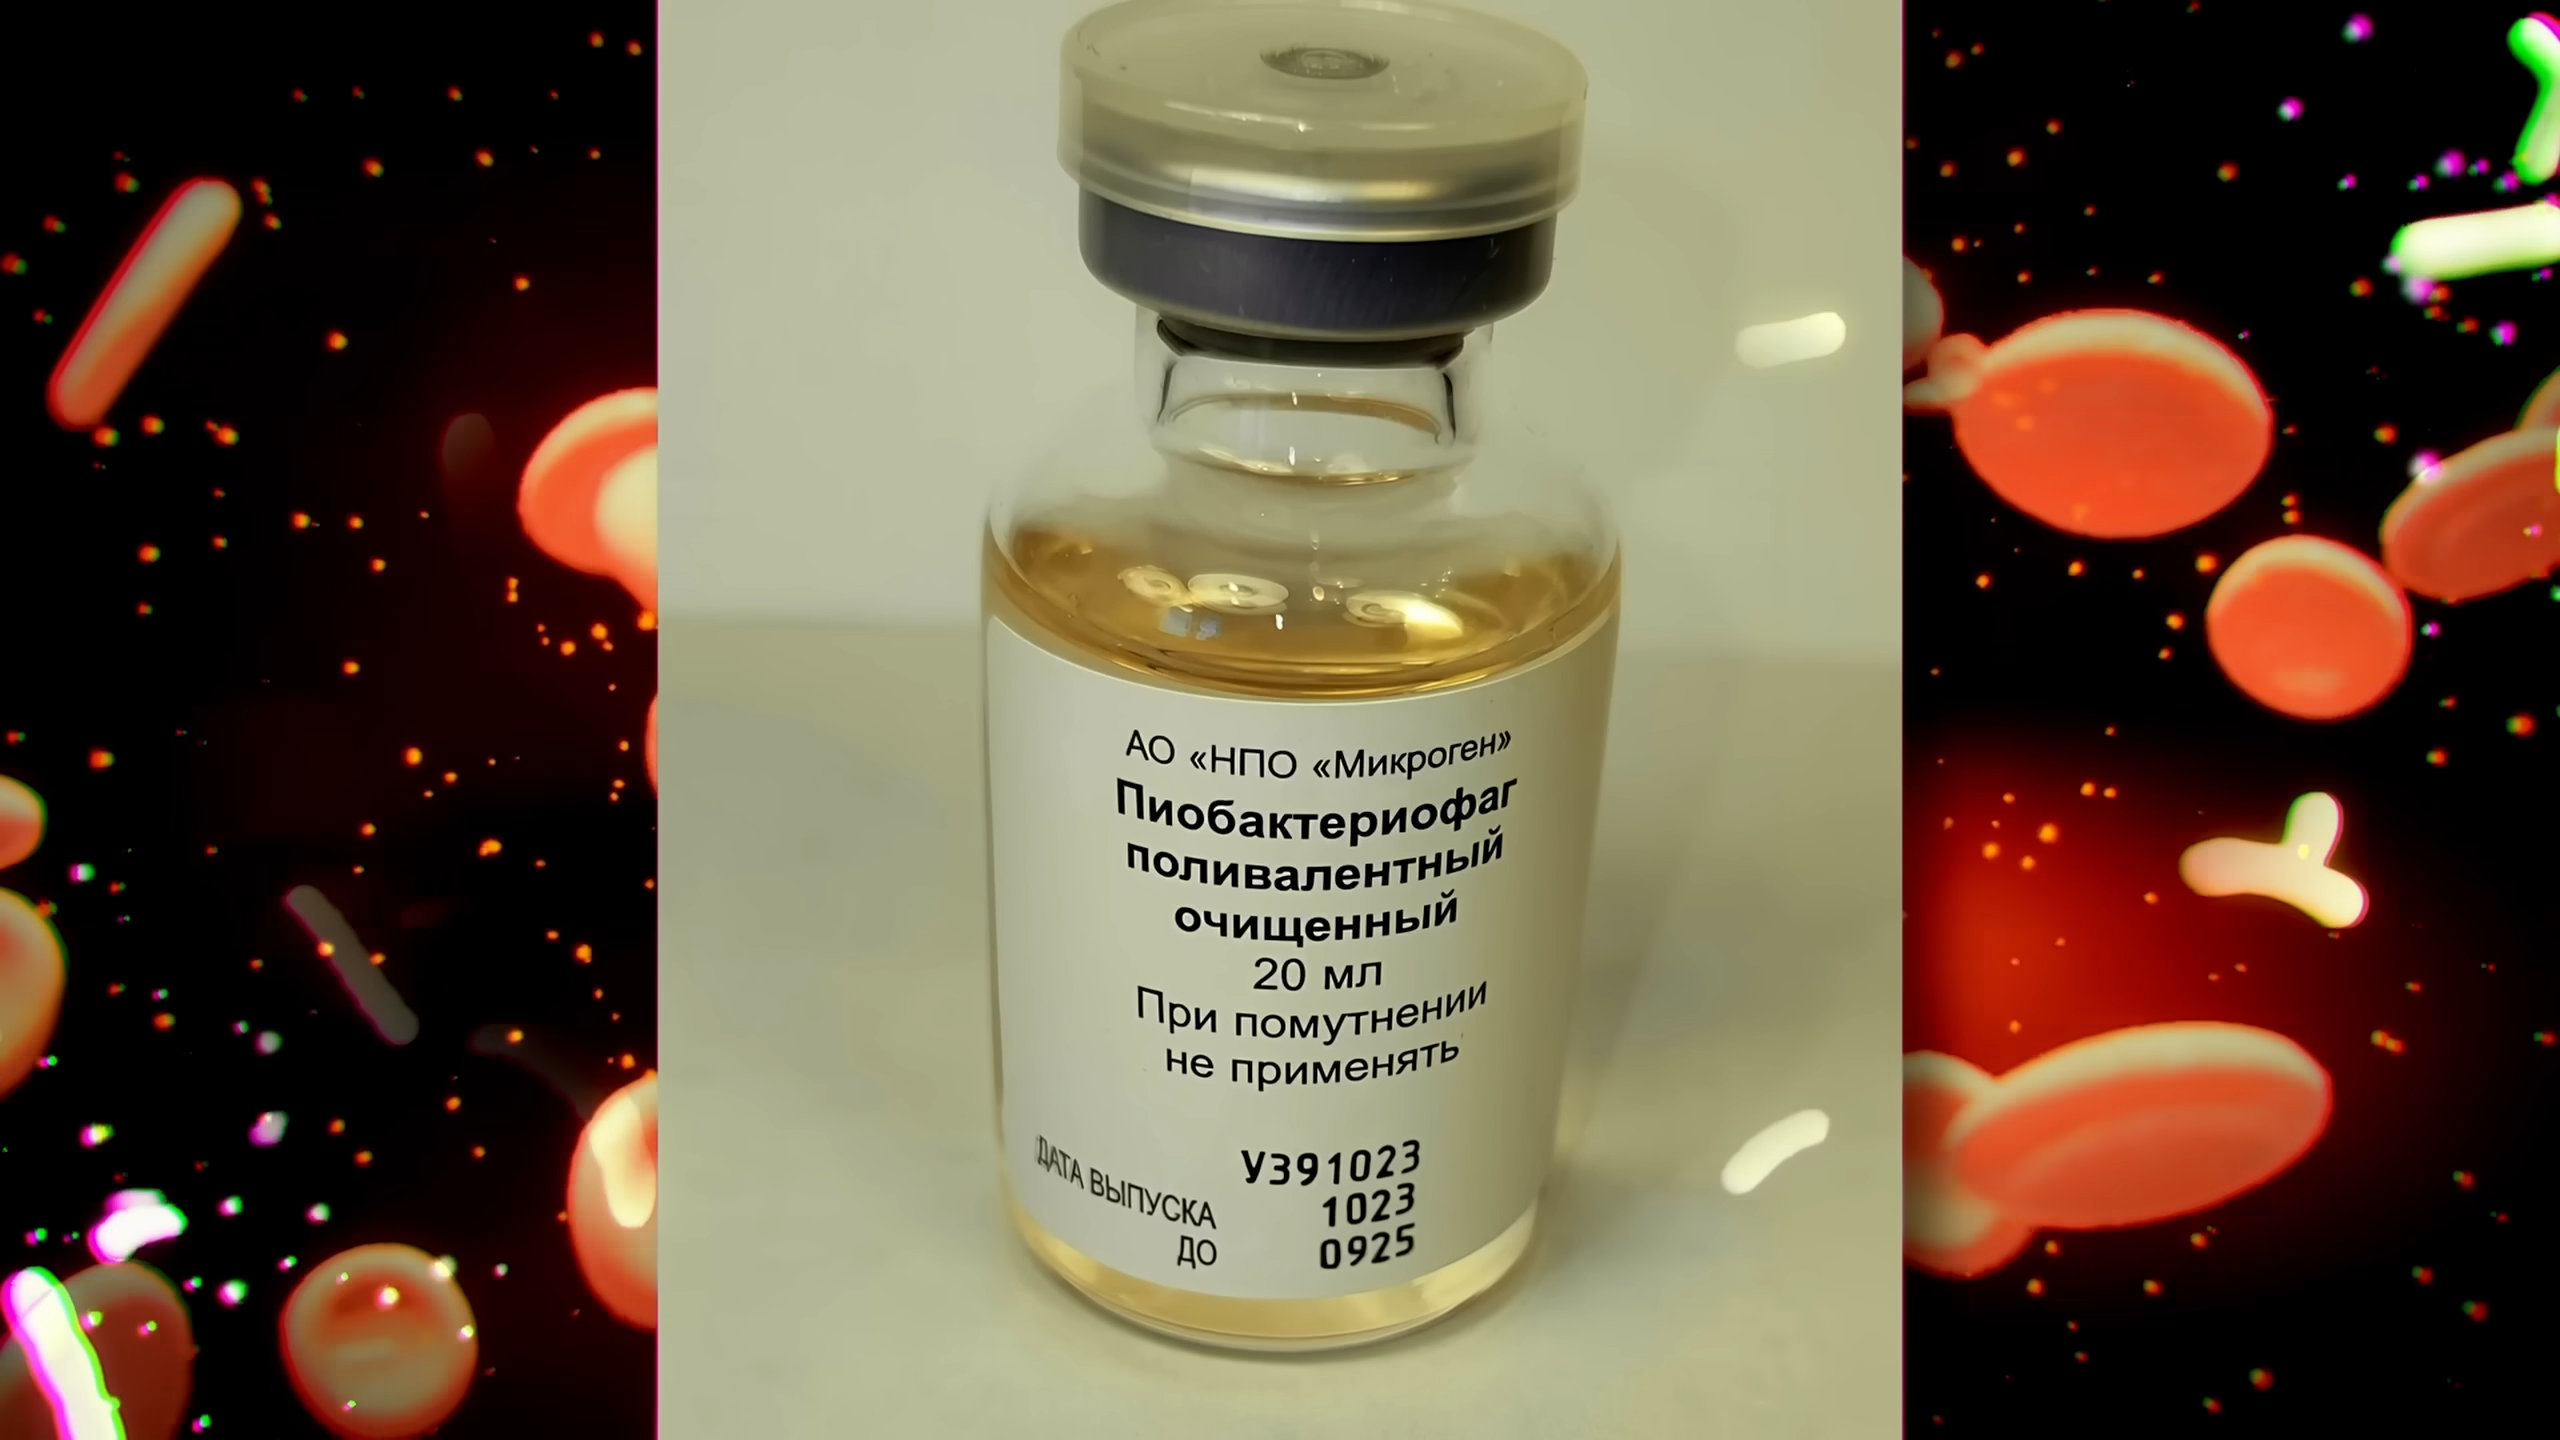 АО «НПО «Микроген»
Пиобактериофаг
поливалентный
очищенный
20 мл
При помутнении
не применять
У391023
ДАТА ВЫПУСКА 1023
ДО 0925